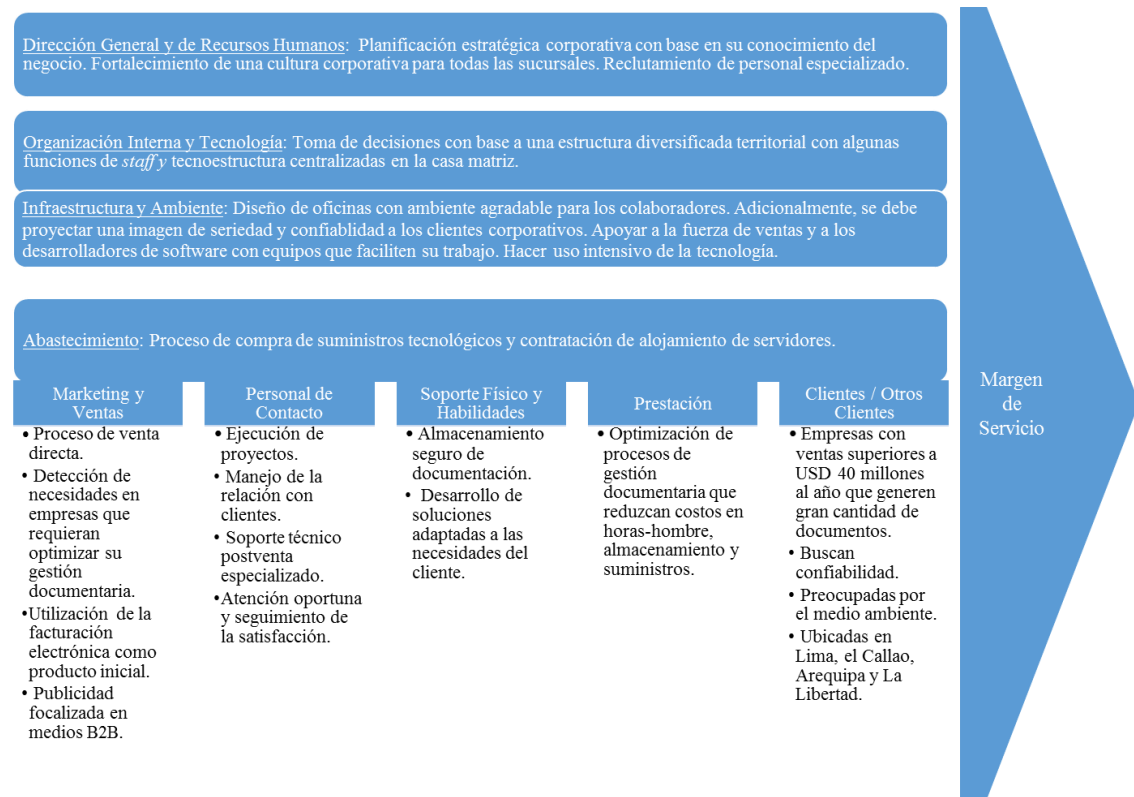 Dirección General y de Recursos Humanos:  Planificación estratégica corporativa con base en su conocimiento del
negocio. Fortalecimiento de una cultura corporativa para todas las sucursales. Reclutamiento de personal especializado.
Organización Interna y Tecnología: Toma de decisiones con base a una estructura diversificada territorial con algunas
funciones de staff y tecnoestructura centralizadas en la casa matriz.
Infraestructura y Ambiente: Diseño de oficinas con ambiente agradable para los colaboradores. Adicionalmente, se debe
proyectar una imagen de seriedad y confiablidad a los clientes corporativos. Apoyar a la fuerza de ventas y a los
desarrolladores de software con equipos que faciliten su trabajo. Hacer uso intensivo de la tecnología.
Abastecimiento: Proceso de compra de suministros tecnológicos y contratación de alojamiento de servidores.
Marketing y
Ventas
• Proceso de venta
directa.
• Detección de
necesidades en
empresas que
requieran
optimizar su
gestión
documentaria.
•Utilización de la
facturación
electrónica como
producto inicial.
• Publicidad
focalizada en
medios B2B.
Personal de
Contacto
• Ejecución de
proyectos.
• Manejo de la
relación con
clientes.
• Soporte técnico
postventa
especializado.
•Atención oportuna
y seguimiento de
la satisfacción.
Soporte Físico y
Habilidades
• Almacenamiento
seguro de
documentación.
• Desarrollo de
soluciones
adaptadas a las
necesidades del
cliente.
Prestación
• Optimización de
procesos de
gestión
documentaria que
reduzcan costos en
horas-hombre,
almacenamiento y
suministros.
Clientes / Otros
Clientes
• Empresas con
ventas superiores a
USD 40 millones
al año que generen
gran cantidad de
documentos.
• Buscan
confiabilidad.
• Preocupadas por
el medio ambiente.
• Ubicadas en
Lima, el Callao,
Arequipa y La
Libertad.
Margen
de
Servicio